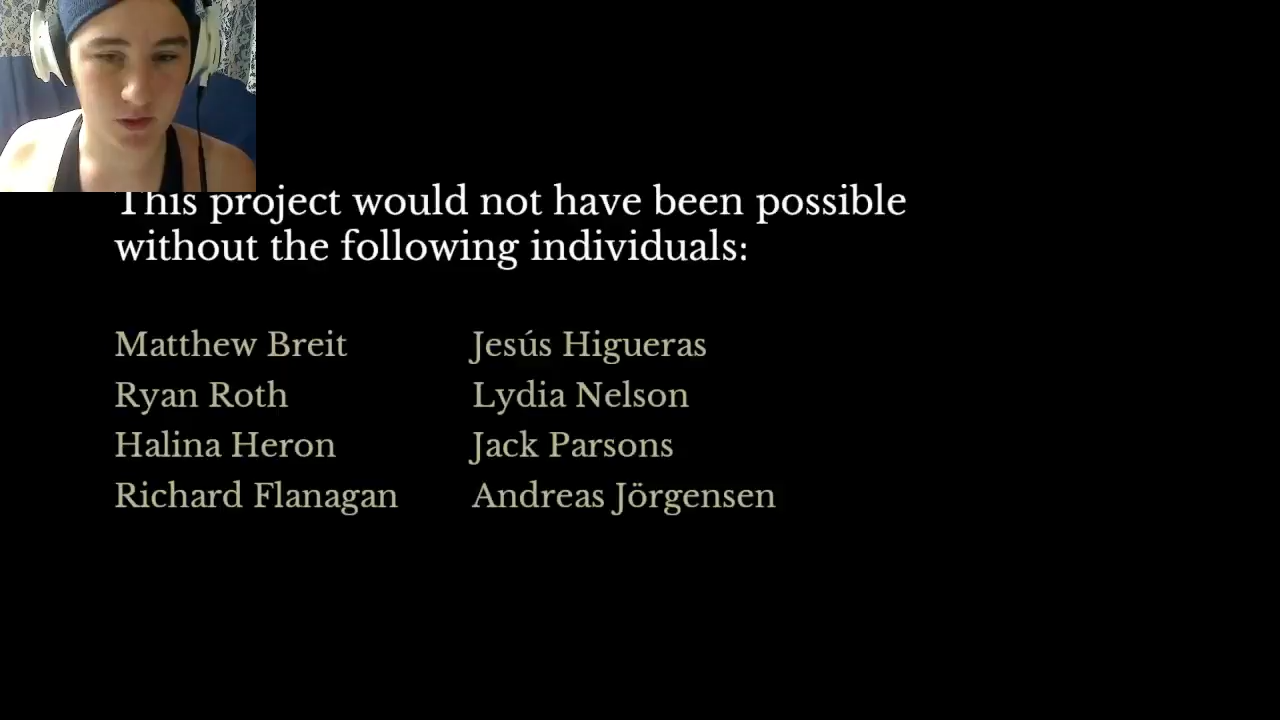 This project would not have been possible
without the following individuals:
Matthew Breit
Ryan Roth
Halina Heron
Richard Flanagan
Jesús Higueras
Lydia Nelson
Jack Parsons
Andreas Jörgensen